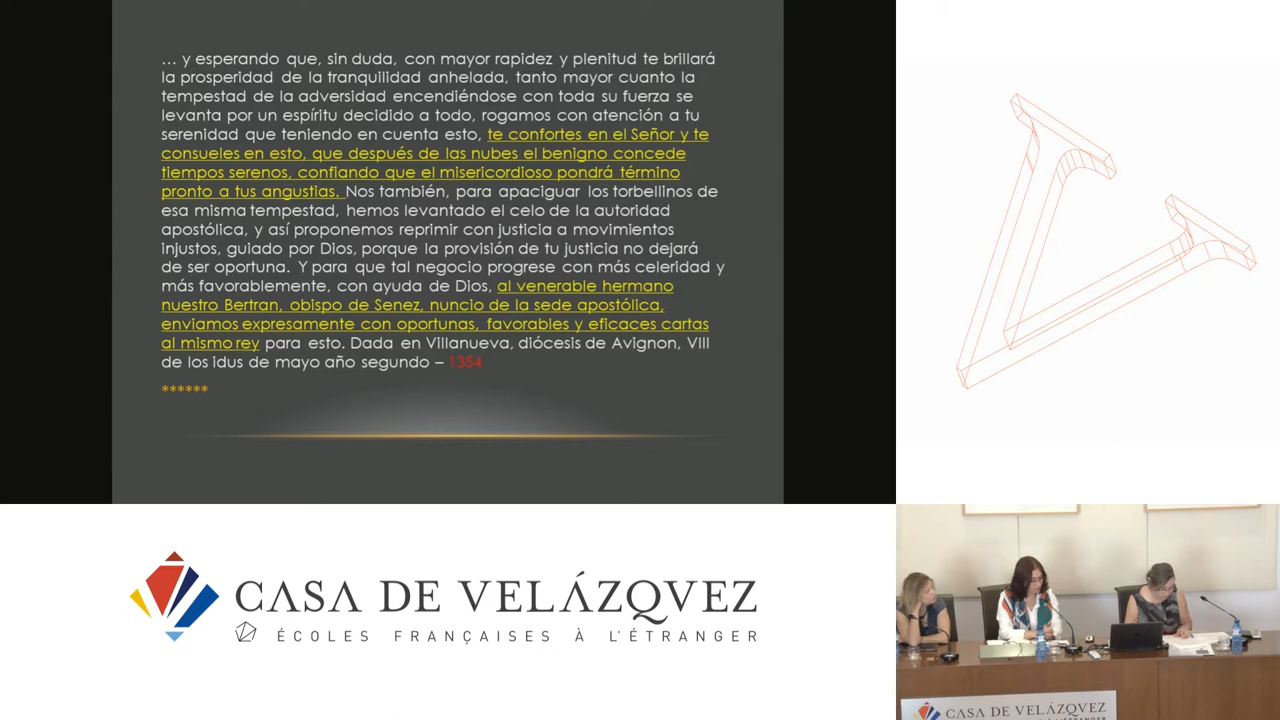 ... y esperando que, sin duda, con mayor rapidez y plenitud te brillará
la prosperidad de la tranquilidad anhelada, tanto mayor cuanto la
tempestad de la adversidad encendiéndose con toda su fuerza se
levanta por un espíritu decidido a todo, rogamos con atención a tu
serenidad que teniendo en cuenta esto, te confortes en el Señor y te
consueles en esto, que después de las nubes el benigno concede
tiempos serenos, confiando que el misericordioso pondrá término
pronto a tus angustias. Nos también, para apaciguar los torbellinos de
esa misma tempestad, hemos levantado el celo de la autoridad
apostólica, y así proponemos reprimir con justicia a movimientos
injustos, guiado por Dios, porque la provisión de tu justicia no dejará
de ser oportuna. Y para que tal negocio progrese con más celeridad y
más favorablemente, con ayuda de Dios, al venerable hermano
nuestro Bertran, obispo de Senez, nuncio de la sede apostólica,
enviamos expresamente con oportunas, favorables y eficaces cartas
al mismo rey para esto. Dada en Villanueva, diócesis de Avignon, VIII
de los idus de mayo año segundo – 1354
******
CASA DE VELÁZQVEZ
ÉCOLES FRANÇAISES À L'ÉTRANGER
CASA DE VELÁZQVEZ